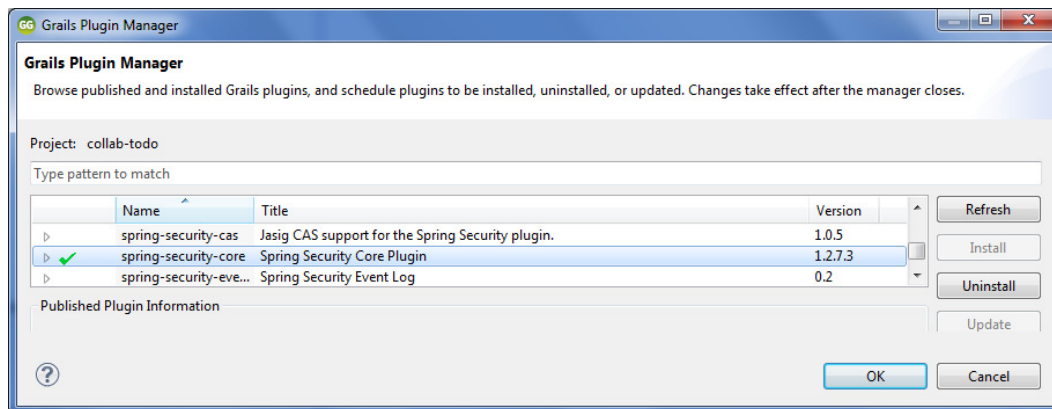 GG Grails Plugin Manager
Grails Plugin Manager
Browse published and installed Grails plugins, and schedule plugins to be installed, uninstalled, or updated. Changes take effect after the manager closes.
Project: collab-todo
Type pattern to match
Name Title Version
Refresh
spring-security-cas Jasig CAS support for the Spring Security plugin. 1.0.5
spring-security-core Spring Security Core Plugin 1.2.7.3
Install
spring-security-eve... Spring Security Event Log 0.2
Uninstall
Published Plugin Information
Update
? OK Cancel